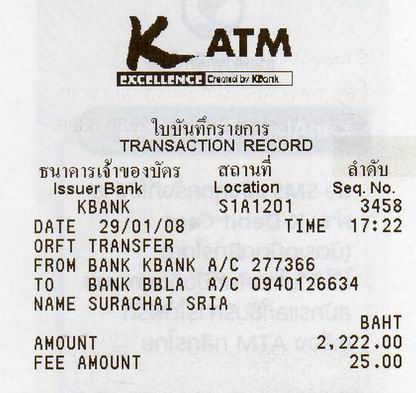 K ATM
EXCELLENCE Created by KBank
ใบบันทึกรายการ
TRANSACTION RECORD
ธนาคารเจ้าของบัตร สถานที่ ลำดับ
Issuer Bank Location Seq. No.
KBANK S1A1201 3458
DATE 29/01/08 TIME 17:22
ORFT TRANSFER
FROM BANK KBANK A/C 277366
TO BANK BBLA A/C 0940126634
NAME SURACHAI SRIA
BAHT
AMOUNT 2,222.00
FEE AMOUNT 25.00